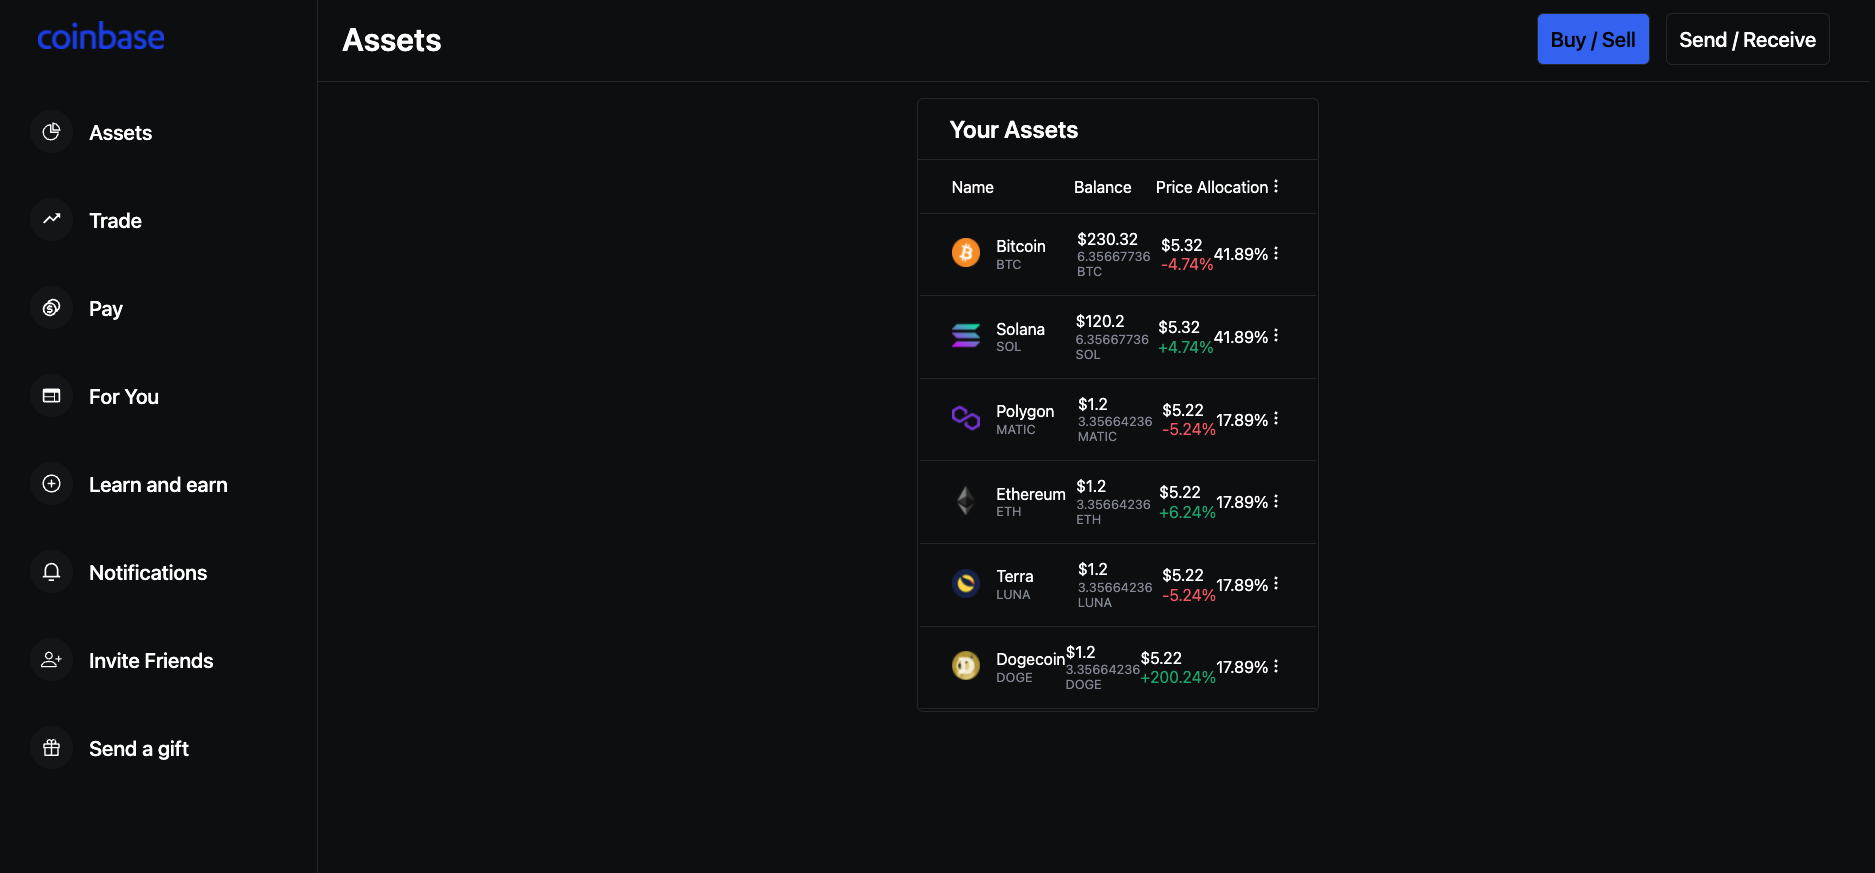 coinbase
Assets
Buy / Sell
Send / Receive
Assets
Trade
Pay
For You
Learn and earn
Notifications
Invite Friends
Send a gift
Your Assets
Name Balance Price Allocation
Bitcoin
BTC
$230.32
6.35667736
BTC
$5.32
-4.74%
41.89%
Solana
SOL
$120.2
6.35667736
SOL
$5.32
+4.74%
41.89%
Polygon
MATIC
$1.2
3.35664236
MATIC
$5.22
-5.24%
17.89%
Ethereum
ETH
$1.2
3.35664236
ETH
$5.22
+6.24%
17.89%
Terra
LUNA
$1.2
3.35664236
LUNA
$5.22
-5.24%
17.89%
Dogecoin
DOGE
$1.2
3.35664236
DOGE
$5.22
+200.24%
17.89%